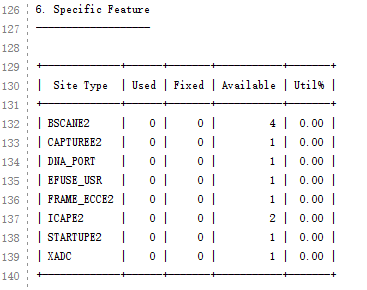 126 6. Specific Feature
127 -------------------
128
129 +-------------+------+-------+-----------+-------+
130 |  Site Type  | Used | Fixed | Available | Util% |
131 +-------------+------+-------+-----------+-------+
132 | BSCANE2     |    0 |     0 |         4 |  0.00 |
133 | CAPTUREE2   |    0 |     0 |         1 |  0.00 |
134 | DNA_PORT    |    0 |     0 |         1 |  0.00 |
135 | EFUSE_USR   |    0 |     0 |         1 |  0.00 |
136 | FRAME_ECCE2 |    0 |     0 |         1 |  0.00 |
137 | ICAPE2      |    0 |     0 |         2 |  0.00 |
138 | STARTUPE2   |    0 |     0 |         1 |  0.00 |
139 | XADC        |    0 |     0 |         1 |  0.00 |
140 +-------------+------+-------+-----------+-------+